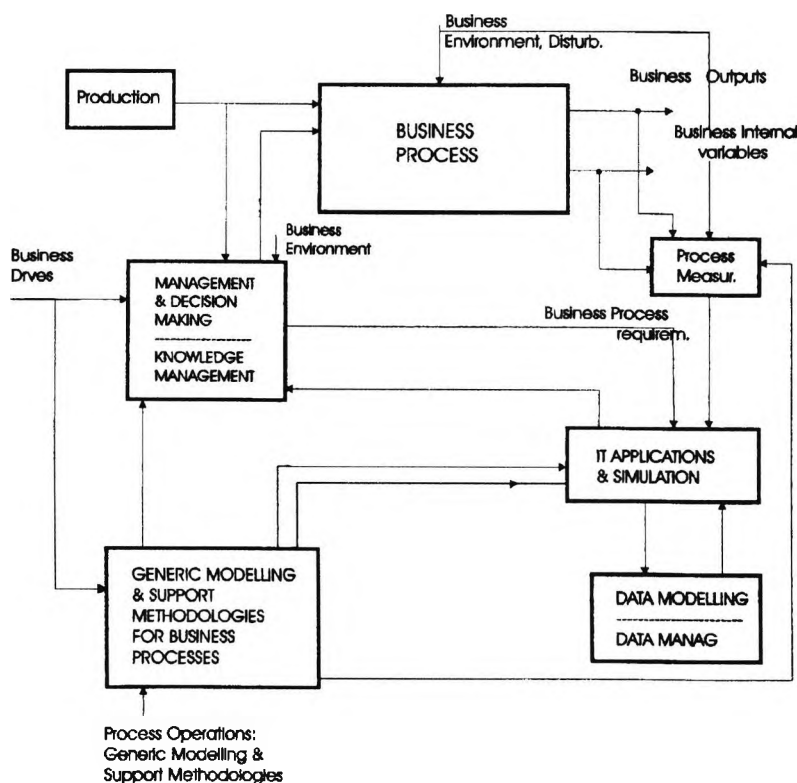 Business
Environment, Disturb.
Business Outputs
Production
BUSINESS
PROCESS
Business Internal
variables
Business
Environment
Process
Measur.
Business
Drves
MANAGEMENT
& DECISION
MAKING
KNOWLEDGE
MANAGEMENT
Business Process
requirem.
IT APPLICATIONS
& SIMULATION
GENERIC MODELLING
& SUPPORT
METHODOLOGIES
FOR BUSINESS
PROCESSES
DATA MODELLING
DATA MANAG
Process Operations:
Generic Modelling &
Support Methodologies